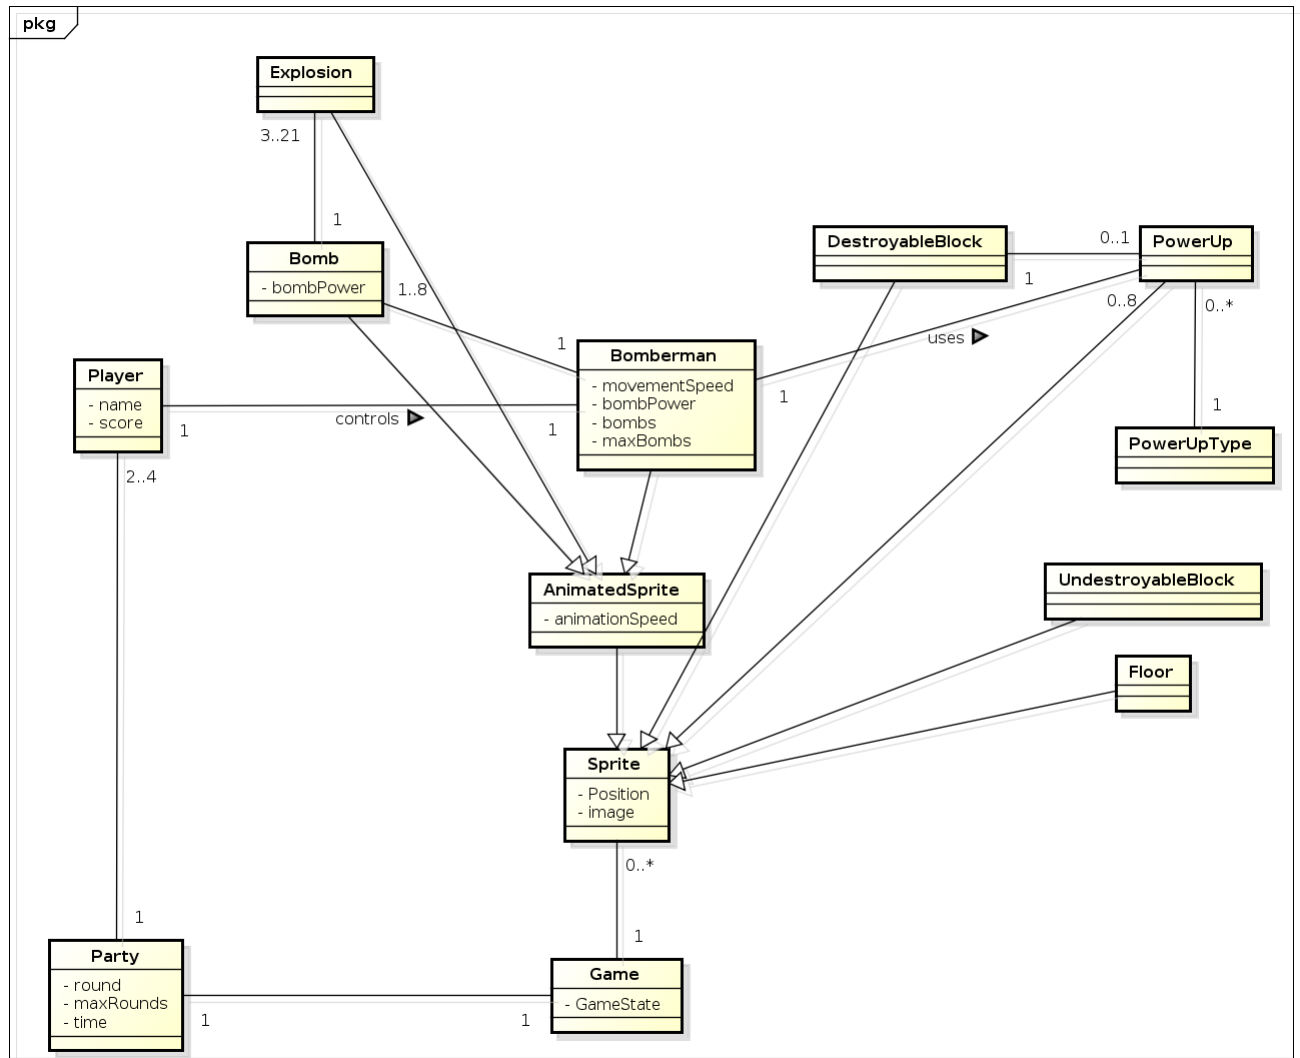 pkg
Explosion
3..21
1
Bomb
- bombPower
1..8
1
DestroyableBlock
0..1
1
PowerUp
0..8
0..*
uses
1
Bomberman
- movementSpeed
- bombPower
- bombs
- maxBombs
1
Player
- name
- score
1
controls
1
2..4
1
PowerUpType
AnimatedSprite
- animationSpeed
UndestroyableBlock
Floor
Sprite
- Position
- image
0..*
1
1
Party
- round
- maxRounds
- time
1
1
Game
- GameState